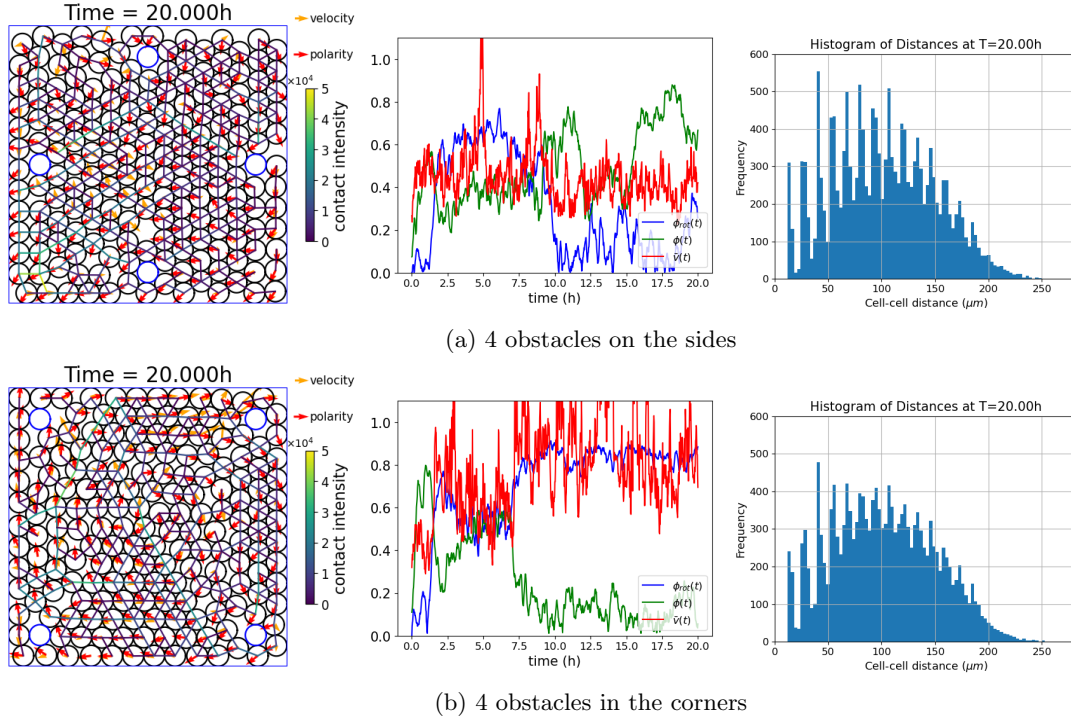 Time = 20.000h
velocity
polarity
×10⁴
5
4
3
2
1
0
contact intensity
1.0
0.8
0.6
0.4
0.2
0.0
0.0 2.5 5.0 7.5 10.0 12.5 15.0 17.5 20.0
time (h)
ϕrot(t)
ϕ(t)
ṽ(t)
Histogram of Distances at T=20.00h
600
500
400
300
200
100
0
Frequency
0 50 100 150 200 250
Cell-cell distance (μm)
(a) 4 obstacles on the sides
Time = 20.000h
velocity
polarity
×10⁴
5
4
3
2
1
0
contact intensity
1.0
0.8
0.6
0.4
0.2
0.0
0.0 2.5 5.0 7.5 10.0 12.5 15.0 17.5 20.0
time (h)
ϕrot(t)
ϕ(t)
ṽ(t)
Histogram of Distances at T=20.00h
600
500
400
300
200
100
0
Frequency
0 50 100 150 200 250
Cell-cell distance (μm)
(b) 4 obstacles in the corners